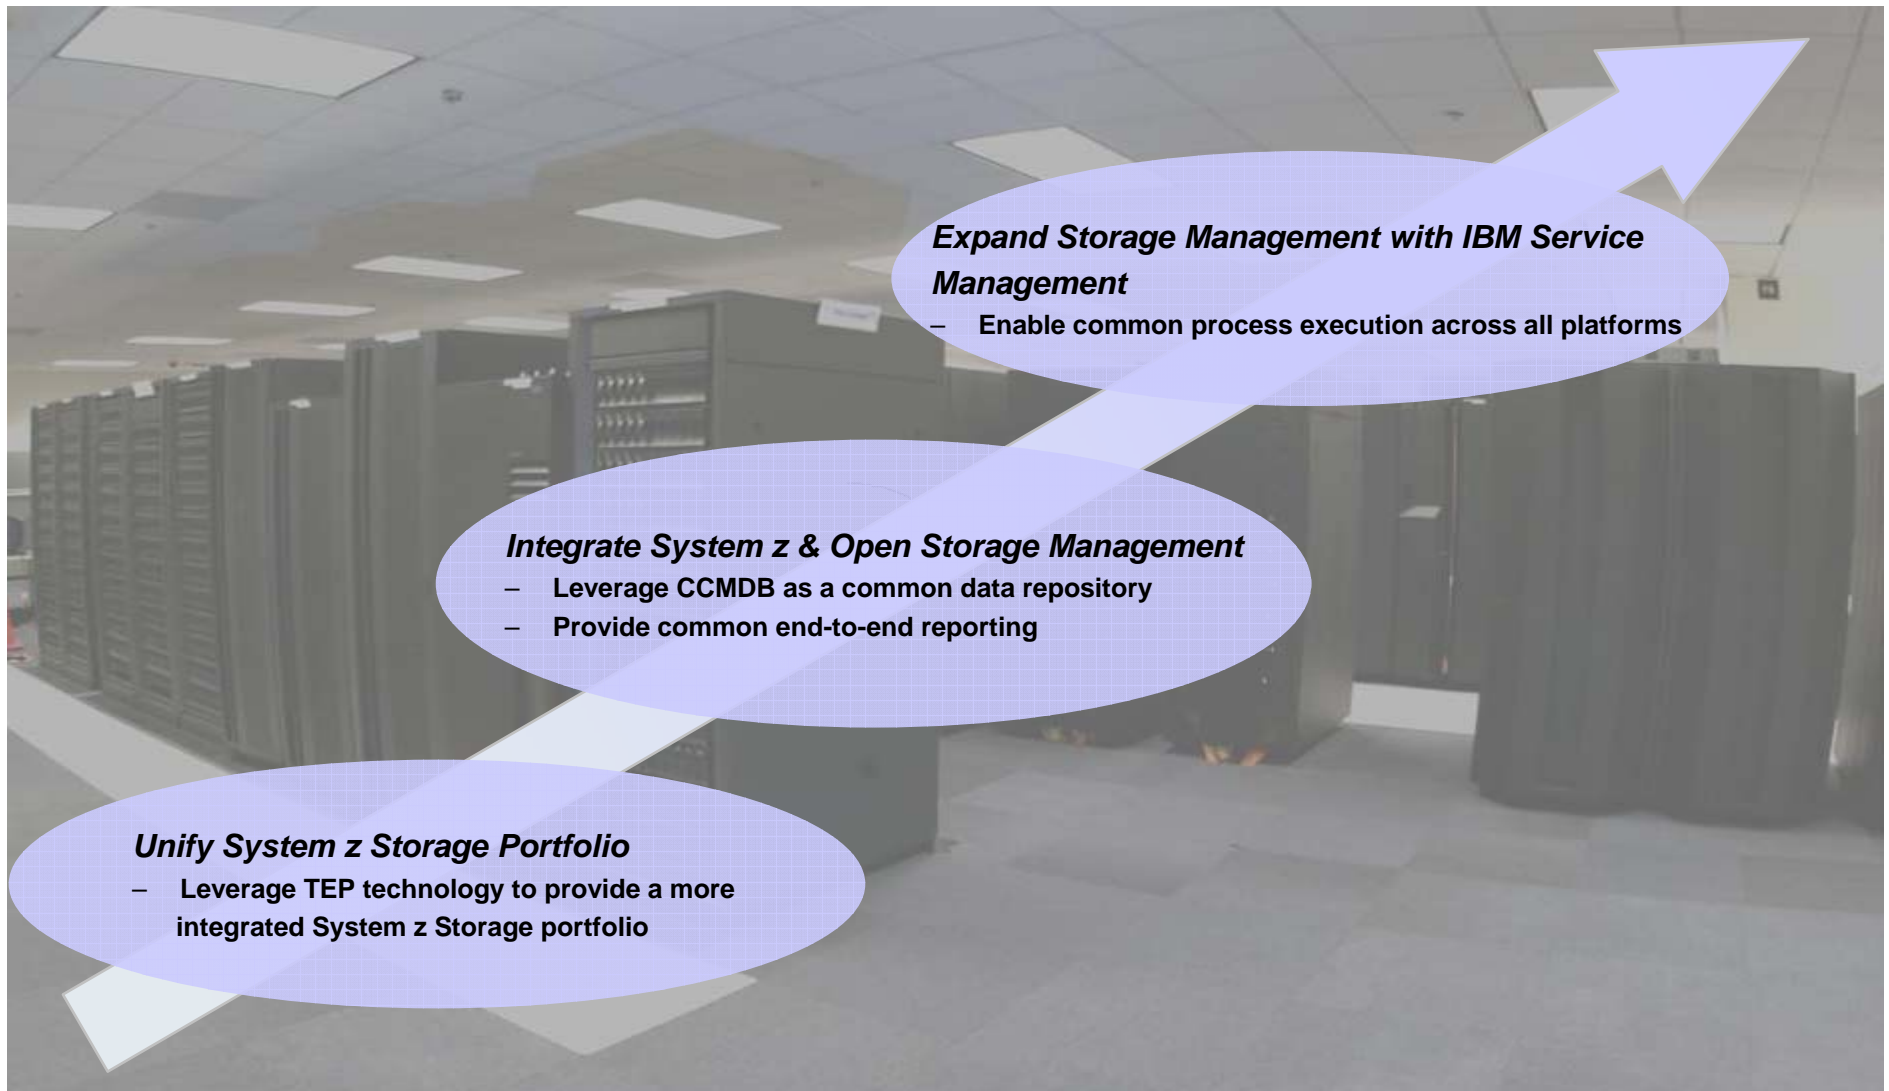 Expand Storage Management with IBM Service
Management
– Enable common process execution across all platforms
Integrate System z & Open Storage Management
– Leverage CCMDB as a common data repository
– Provide common end-to-end reporting
Unify System z Storage Portfolio
– Leverage TEP technology to provide a more
integrated System z Storage portfolio